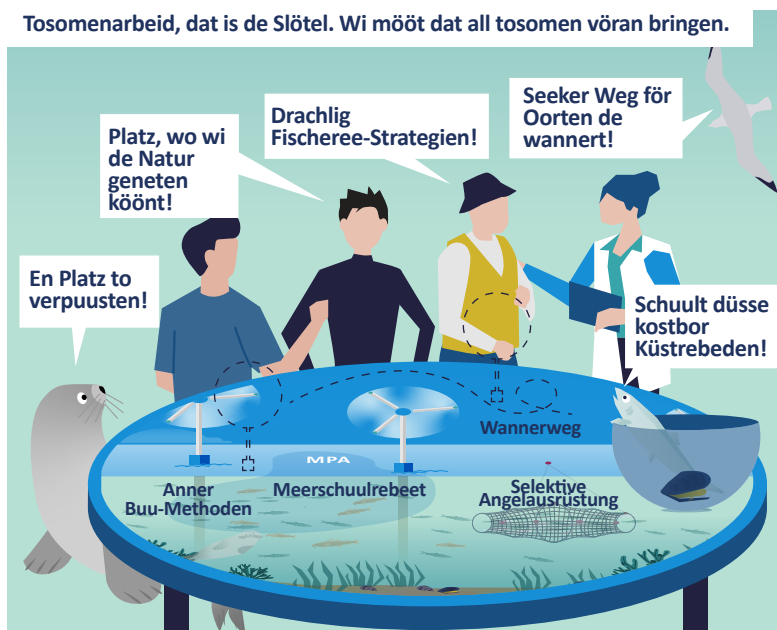 Tosomenarbeid, dat is de Slötel. Wi mööt dat all tosomen vöran bringen.
Seeker Weg för
Oorten de
wannert!
Drachlig
Fischeree-Strategien!
Platz, wo wi
de Natur
geneten
köönt!
En Platz to
verpuusten!
Schuult düsse
kostbor
Küstrebeden!
Wannerweg
MPA
Anner
Buu-Methoden
Meerschuulrebeet
Selektive
Angelausrüstung